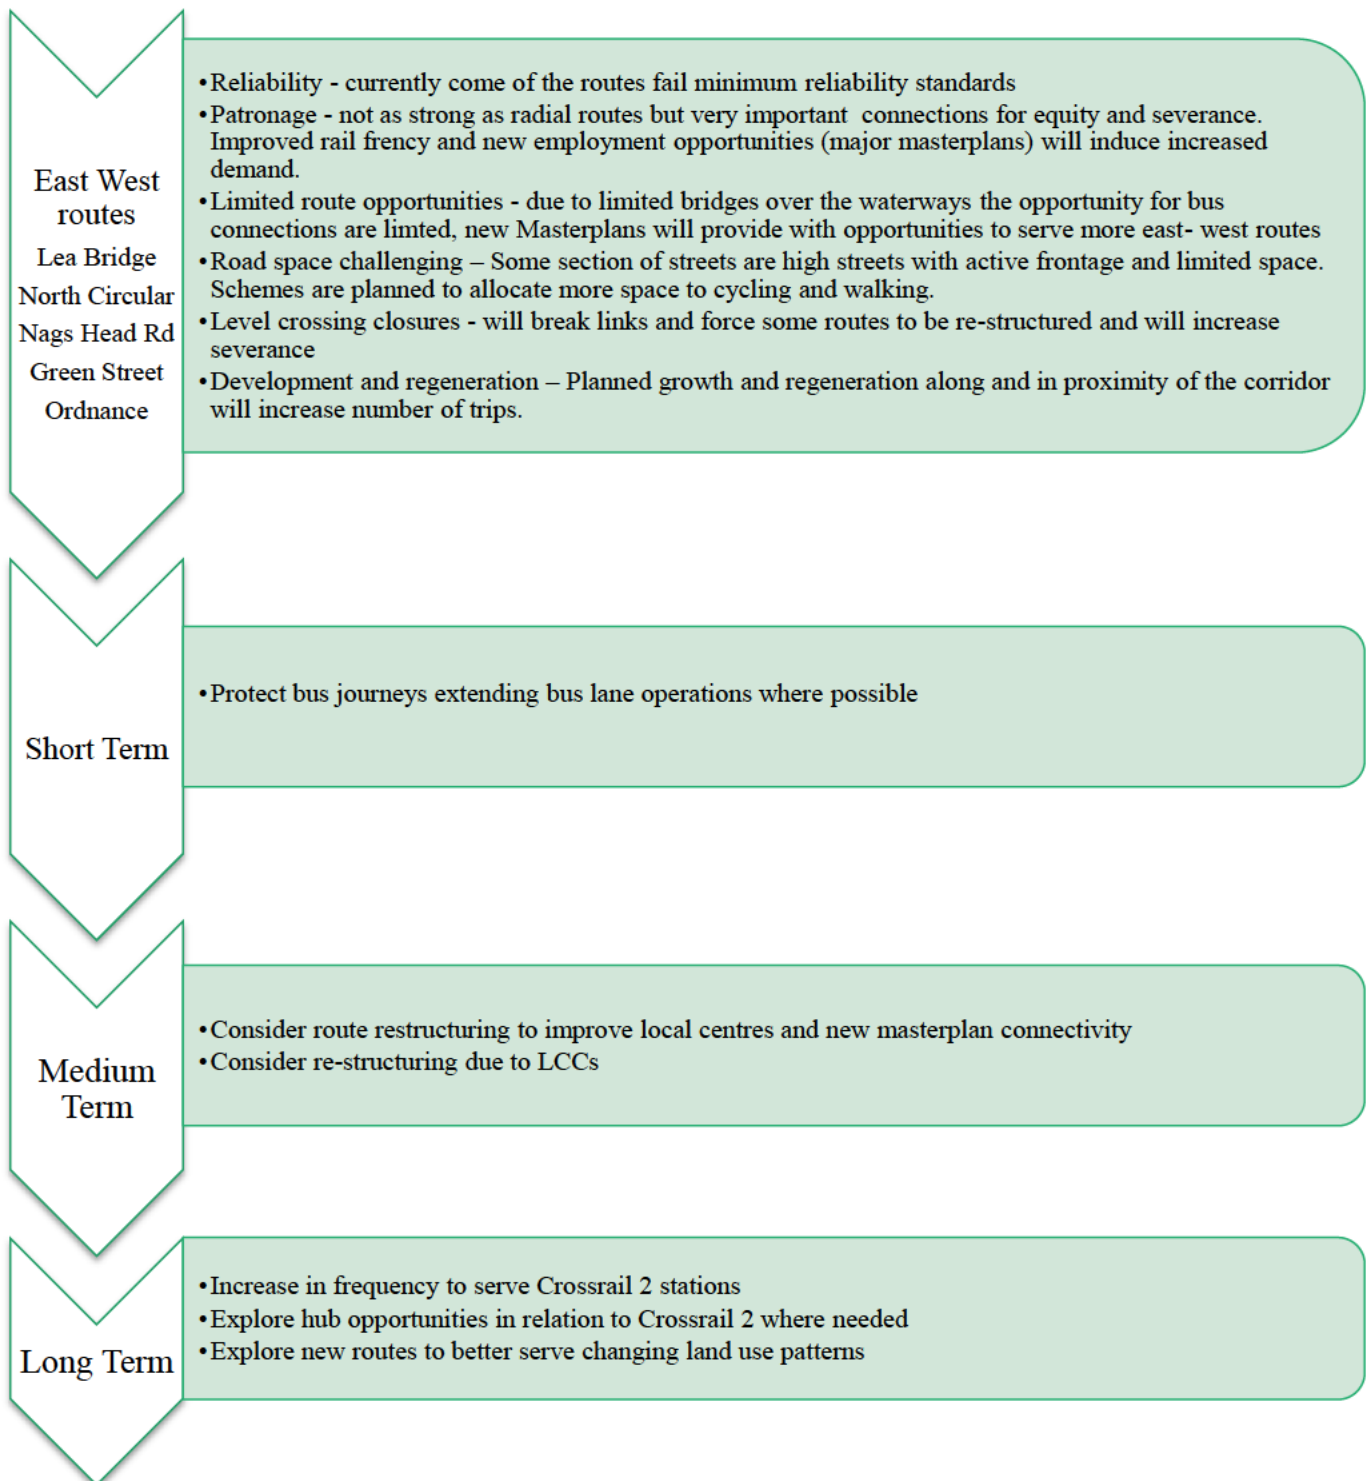 East West
routes
Lea Bridge
North Circular
Nags Head Rd
Green Street
Ordnance
•Reliability - currently come of the routes fail minimum reliability standards
•Patronage - not as strong as radial routes but very important  connections for equity and severance.
Improved rail frency and new employment opportunities (major masterplans) will induce increased
demand.
•Limited route opportunities - due to limited bridges over the waterways the opportunity for bus
connections are limted, new Masterplans will provide with opportunities to serve more east- west routes
•Road space challenging – Some section of streets are high streets with active frontage and limited space.
Schemes are planned to allocate more space to cycling and walking.
•Level crossing closures - will break links and force some routes to be re-structured and will increase
severance
•Development and regeneration – Planned growth and regeneration along and in proximity of the corridor
will increase number of trips.
Short Term
•Protect bus journeys extending bus lane operations where possible
Medium
Term
•Consider route restructuring to improve local centres and new masterplan connectivity
•Consider re-structuring due to LCCs
Long Term
•Increase in frequency to serve Crossrail 2 stations
•Explore hub opportunities in relation to Crossrail 2 where needed
•Explore new routes to better serve changing land use patterns